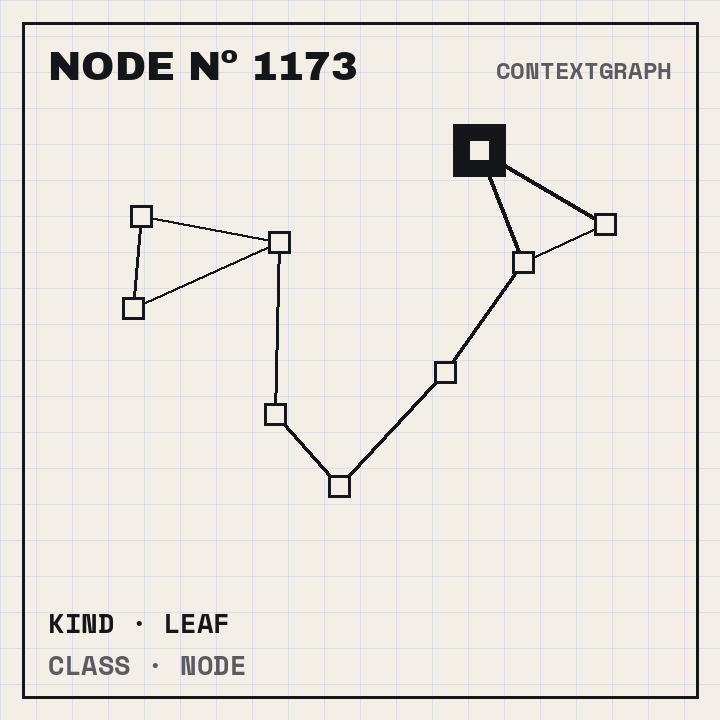 NODE Nº 1173
CONTEXTGRAPH
KIND · LEAF
CLASS · NODE